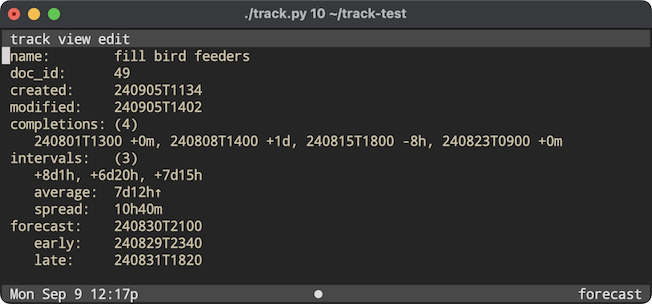 ./track.py 10 ~/track-test
track view edit
name: fill bird feeders
doc_id: 49
created: 240905T1134
modified: 240905T1402
completions: (4)
240801T1300 +0m, 240808T1400 +1d, 240815T1800 -8h, 240823T0900 +0m
intervals: (3)
+8d1h, +6d20h, +7d15h
average: 7d12h↑
spread: 10h40m
forecast: 240830T2100
early: 240829T2340
late: 240831T1820
Mon Sep 9 12:17p ● forecast